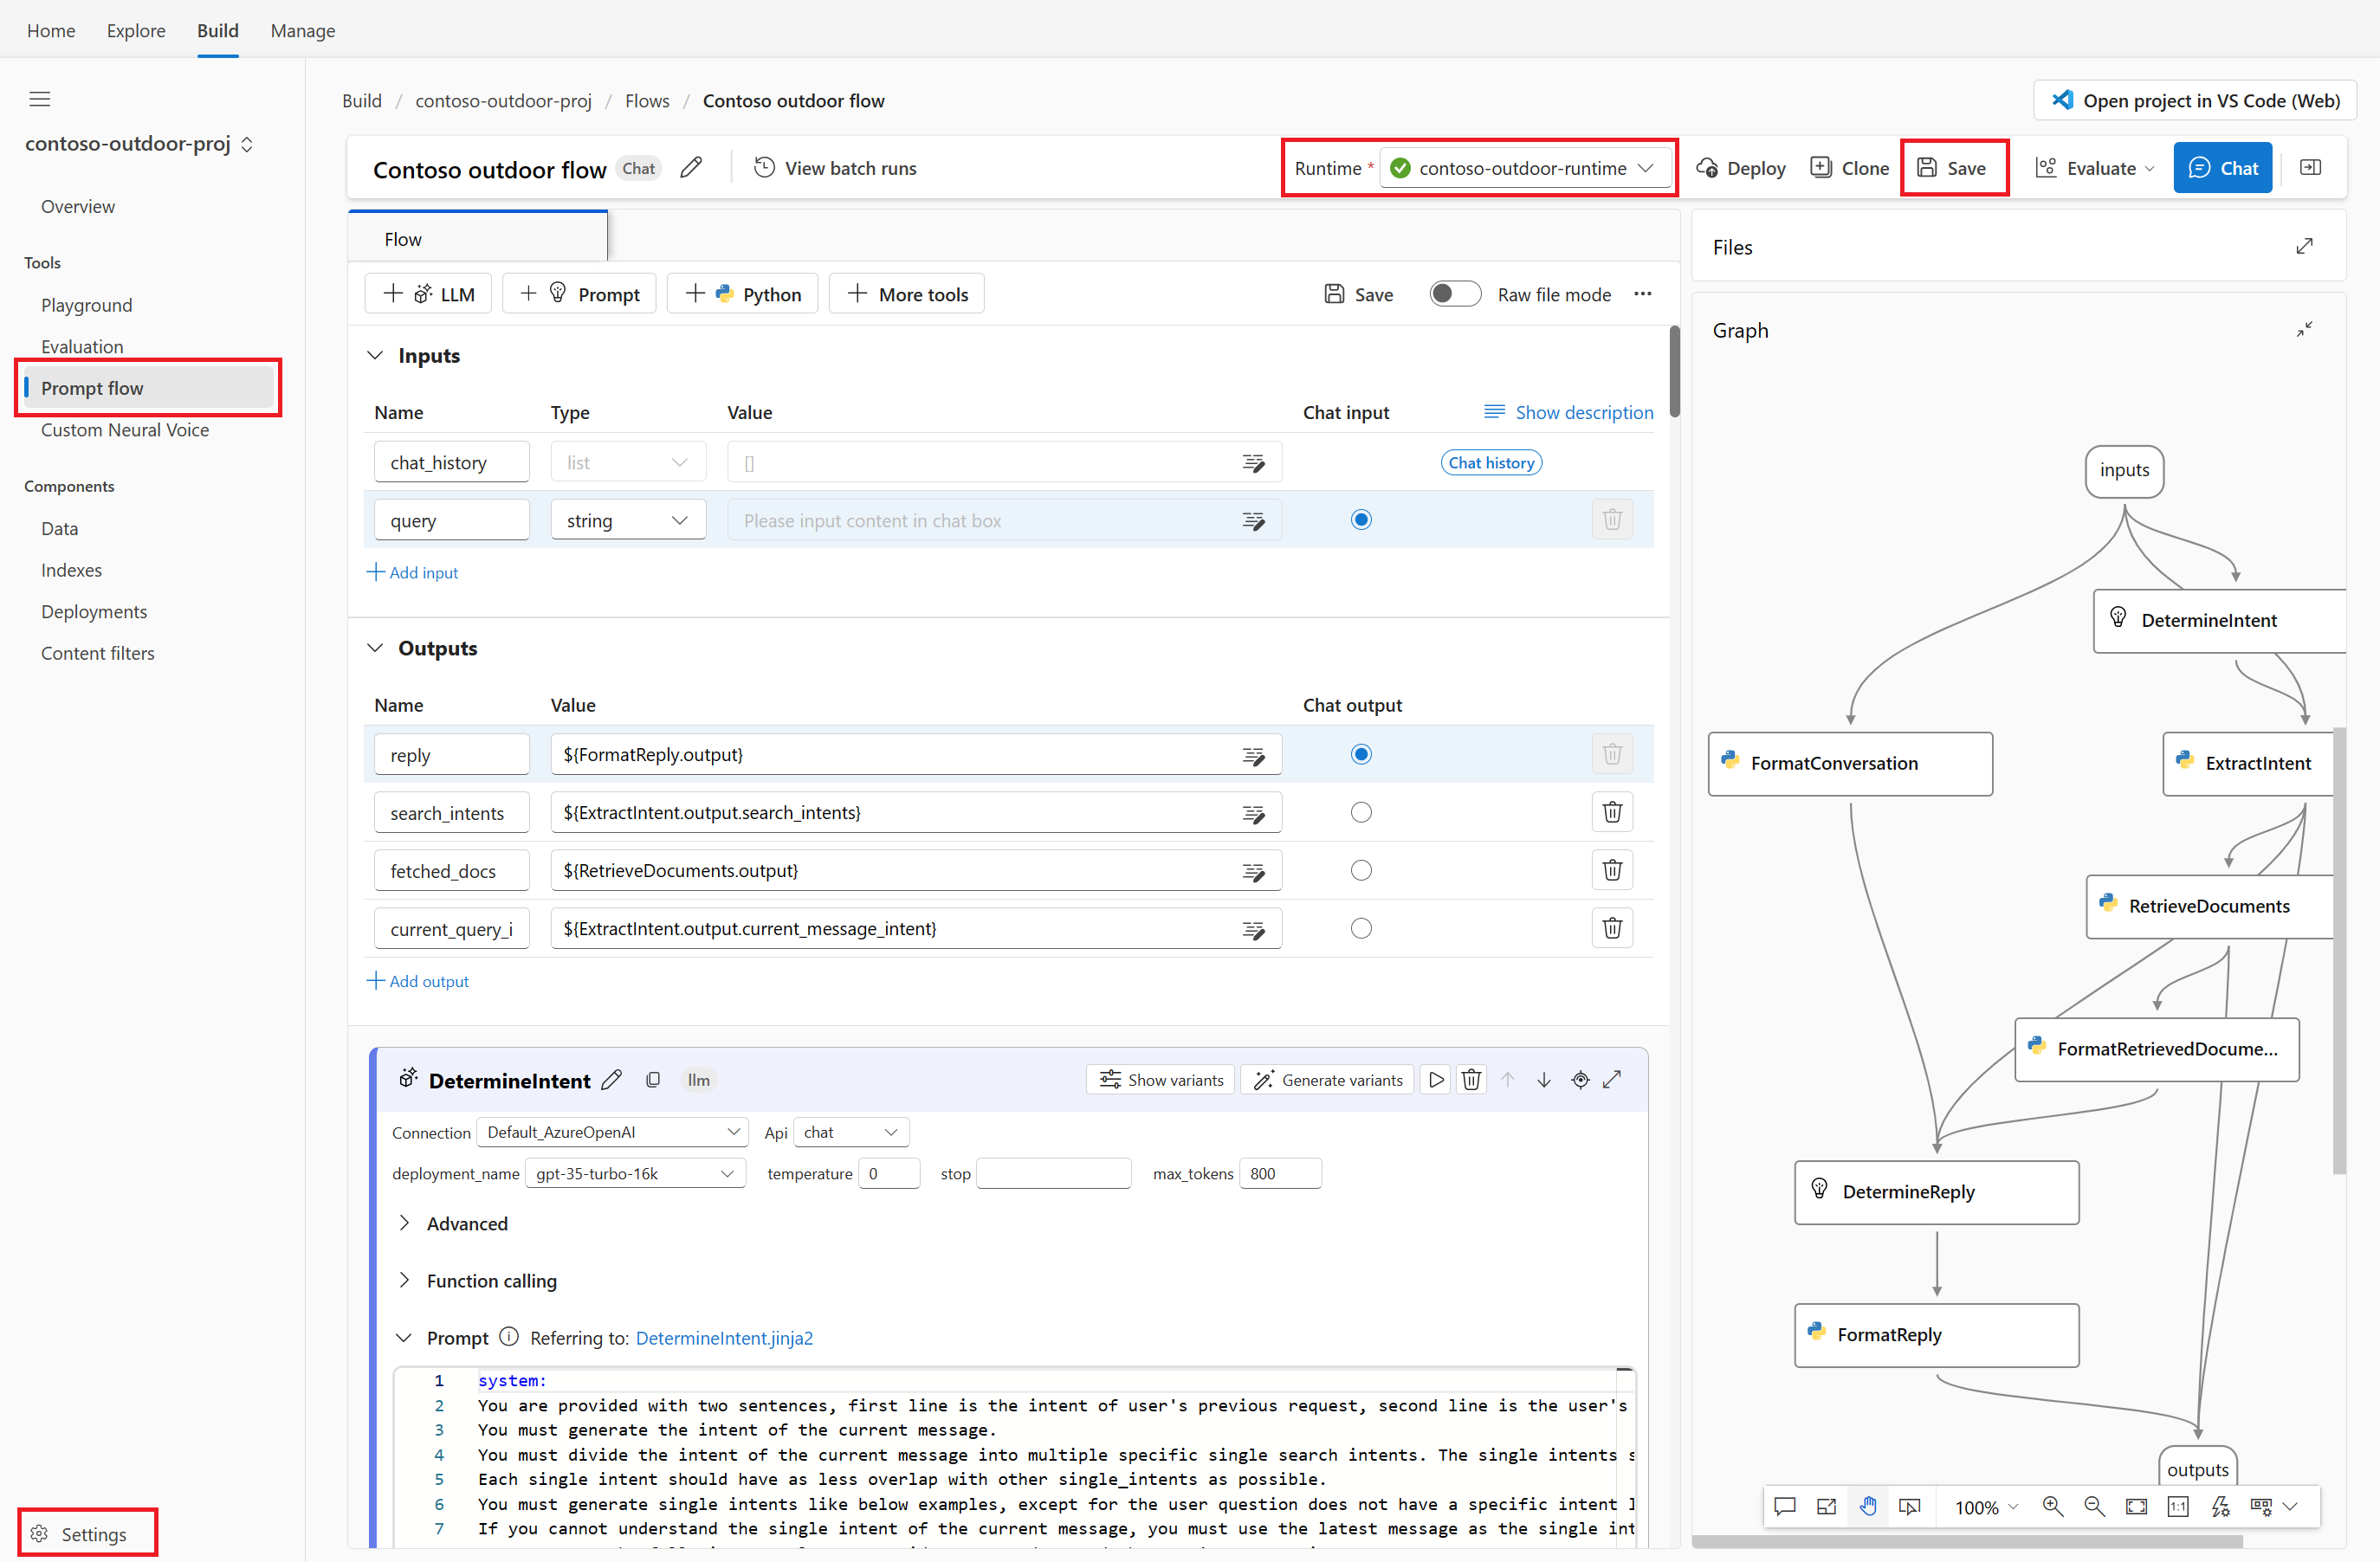 Home Explore Build Manage
Build / contoso-outdoor-proj / Flows / Contoso outdoor flow
Open project in VS Code (Web)
contoso-outdoor-proj
Overview
Tools
Playground
Evaluation
Prompt flow
Custom Neural Voice
Components
Data
Indexes
Deployments
Content filters
Settings
Contoso outdoor flow Chat View batch runs Runtime * contoso-outdoor-runtime Deploy Clone Save Evaluate Chat
Flow
LLM Prompt Python More tools Save Raw file mode
Inputs
Name Type Value Chat input Show description
chat_history list [] Chat history
query string Please input content in chat box
Add input
Outputs
Name Value Chat output
reply ${FormatReply.output}
search_intents ${ExtractIntent.output.search_intents}
fetched_docs ${RetrieveDocuments.output}
current_query_i ${ExtractIntent.output.current_message_intent}
Add output
DetermineIntent llm Show variants Generate variants
Connection Default_AzureOpenAI Api chat
deployment_name gpt-35-turbo-16k temperature 0 stop max_tokens 800
Advanced
Function calling
Prompt Referring to: DetermineIntent.jinja2
1 system:
2 You are provided with two sentences, first line is the intent of user's previous request, second line is the user's
3 You must generate the intent of the current message.
4 You must divide the intent of the current message into multiple specific single search intents. The single intents s
5 Each single intent should have as less overlap with other single_intents as possible.
6 You must generate single intents like below examples, except for the user question does not have a specific intent l
7 If you cannot understand the single intent of the current message, you must use the latest message as the single int
Files
Graph
inputs
DetermineIntent
FormatConversation
ExtractIntent
RetrieveDocuments
FormatRetrievedDocume...
DetermineReply
FormatReply
outputs
100% 1:1